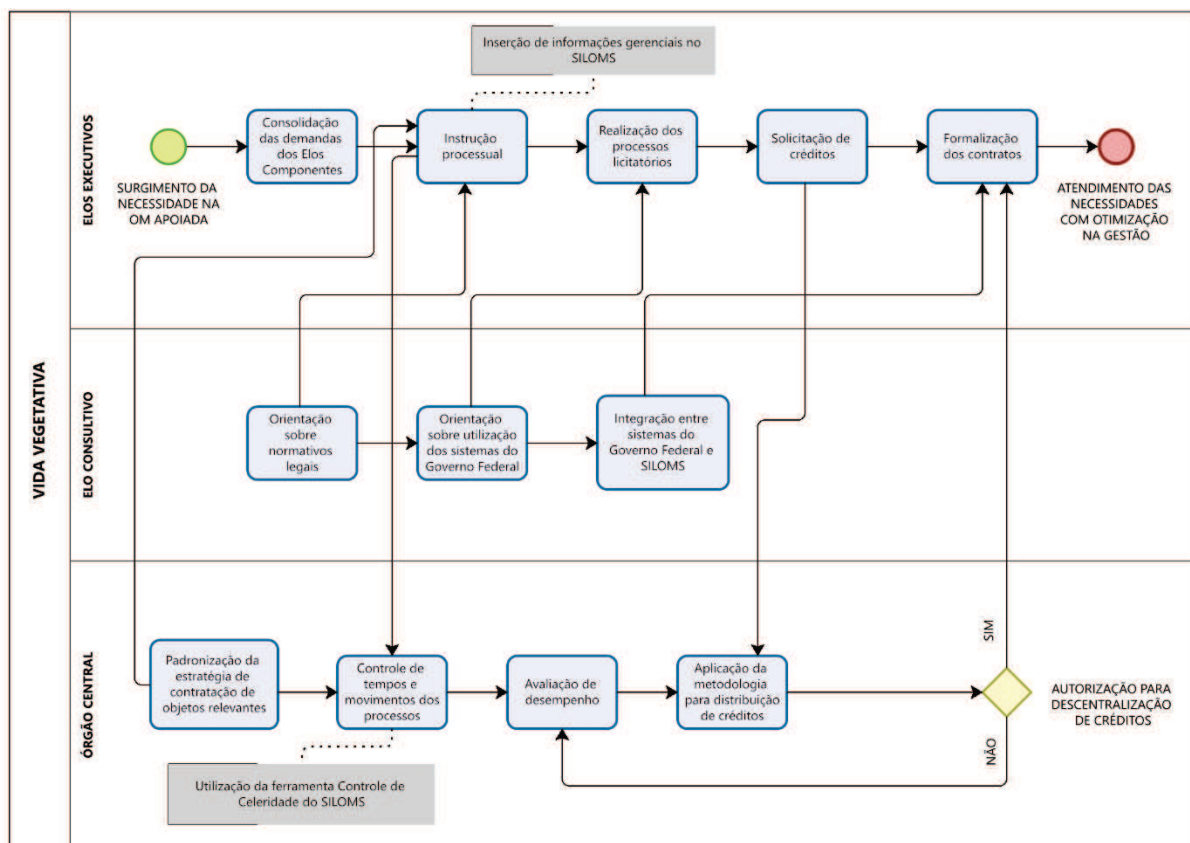 VIDA VEGETATIVA
ELOS EXECUTIVOS
Inserção de informações gerenciais no
SILOMS
SURGIMENTO DA
NECESSIDADE NA
OM APOIADA
Consolidação
das demandas
dos Elos
Componentes
Instrução
processual
Realização dos
processos
licitatórios
Solicitação de
créditos
Formalização
dos contratos
ATENDIMENTO DAS
NECESSIDADES
COM OTIMIZAÇÃO
NA GESTÃO
ELO CONSULTIVO
Orientação
sobre
normativos
legais
Orientação
sobre utilização
dos sistemas do
Governo Federal
Integração entre
sistemas do
Governo Federal e
SILOMS
ÓRGÃO CENTRAL
Padronização da
estratégia de
contratação de
objetos relevantes
Controle de
tempos e
movimentos dos
processos
Avaliação de
desempenho
Aplicação da
metodologia
para distribuição
de créditos
SIM
NÃO
AUTORIZAÇÃO PARA
DESCENTRALIZAÇÃO
DE CRÉDITOS
Utilização da ferramenta Controle de
Celeridade do SILOMS